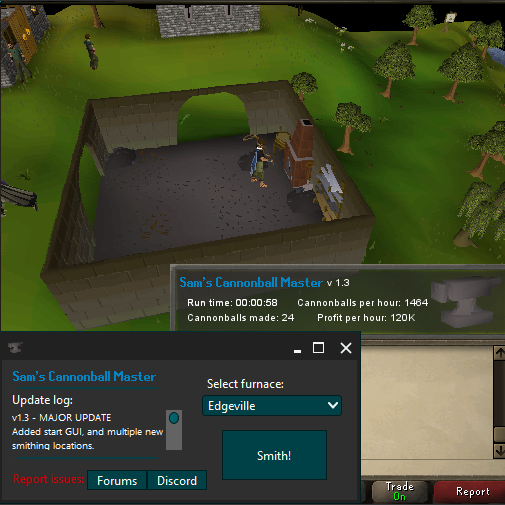 Sam's Cannonball Master v 1.3
Run time: 00:00:58 Cannonballs per hour: 1464
Cannonballs made: 24 Profit per hour: 120K
Sam's Cannonball Master
Update log:
v1.3 - MAJOR UPDATE
Added start GUI, and multiple new
smithing locations.
Report issues:
Forums
Discord
Select furnace:
Edgeville
Smith!
Trade
On
Report